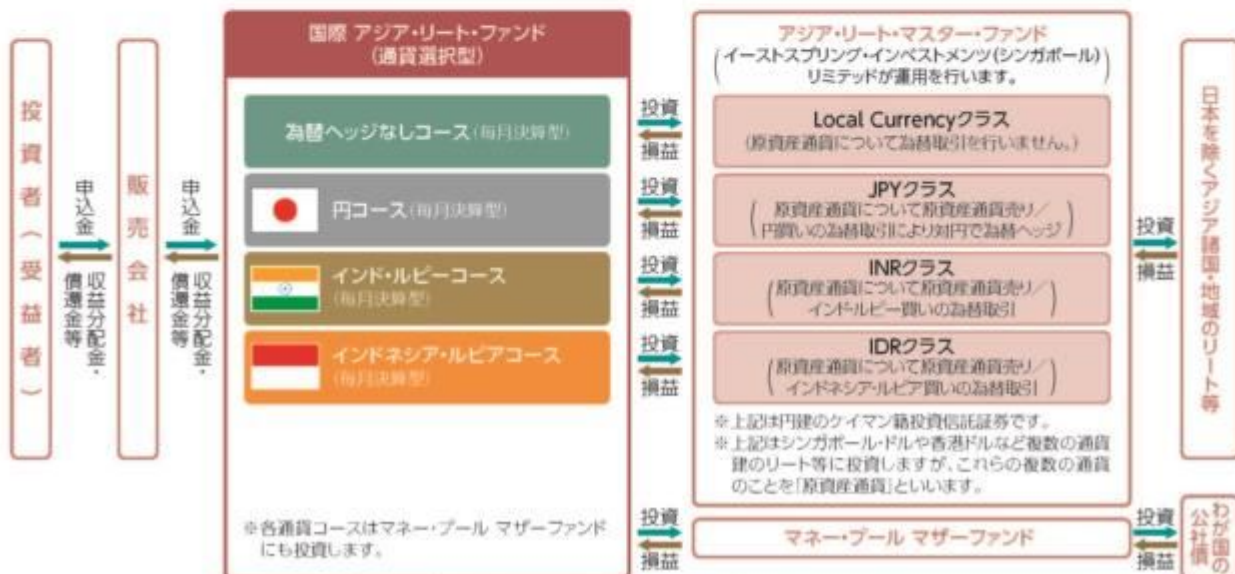 投資者（受益者）
申込金
収益分配金・
償還金等
販売会社
申込金
収益分配金・
償還金等
国際 アジア・リート・ファンド
(通貨選択型)
為替ヘッジなしコース(毎月決算型)
円コース(毎月決算型)
インド・ルピーコース
(毎月決算型)
インドネシア・ルピアコース
(毎月決算型)
※各通貨コースはマネー・プール マザーファンド
にも投資します。
投資
損益
投資
損益
投資
損益
投資
損益
投資
損益
アジア・リート・マスター・ファンド
(イーストスプリング・インベストメンツ(シンガポール)
リミテッドが運用を行います。)
Local Currencyクラス
(原資産通貨について為替取引を行いません。)
JPYクラス
(原資産通貨について原資産通貨売り／
円買いの為替取引により対円で為替ヘッジ)
INRクラス
(原資産通貨について原資産通貨売り／
インド・ルピー買いの為替取引)
IDRクラス
(原資産通貨について原資産通貨売り／
インドネシア・ルピア買いの為替取引)
※上記は円建のケイマン籍投資信託証券です。
※上記はシンガポール・ドルや香港ドルなど複数の通貨
建のリート等に投資しますが、これらの複数の通貨
のことを「原資産通貨」といいます。
マネー・プール マザーファンド
投資
損益
投資
損益
日本を除くアジア諸国・地域のリート等
わが国の
公社債